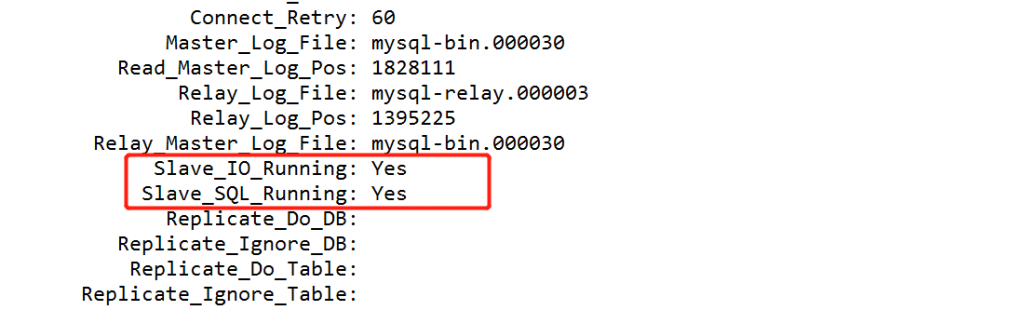 Connect_Retry: 60
Master_Log_File: mysql-bin.000030
Read_Master_Log_Pos: 1828111
Relay_Log_File: mysql-relay.000003
Relay_Log_Pos: 1395225
Relay_Master_Log_File: mysql-bin.000030
Slave_IO_Running: Yes
Slave_SQL_Running: Yes
Replicate_Do_DB:
Replicate_Ignore_DB:
Replicate_Do_Table:
Replicate_Ignore_Table: